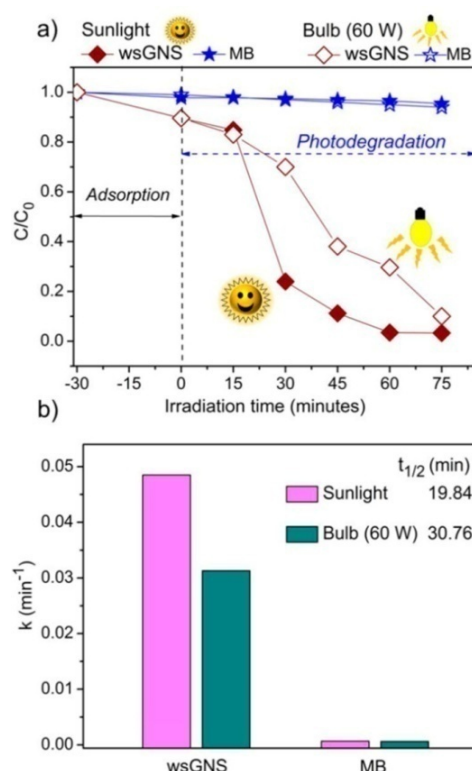 a) Sunlight Bulb (60 W)
wsGNS MB wsGNS MB
1.0
0.8
0.6
0.4
0.2
0.0
C/C0
Photodegradation
Adsorption
-30 -15 0 15 30 45 60 75
Irradiation time (minutes)
b)
t1/2 (min)
Sunlight 19.84
Bulb (60 W) 30.76
0.05
0.04
0.03
0.02
0.01
0.00
k (min-1)
wsGNS MB